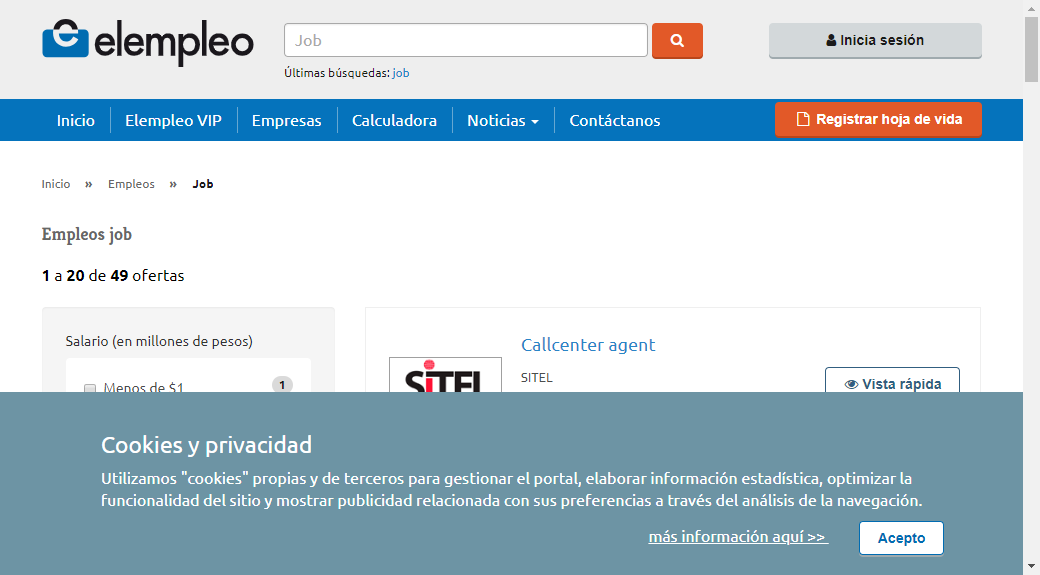 elempleo
Job
Inicia sesión
Últimas búsquedas: job
Inicio
Elempleo VIP
Empresas
Calculadora
Noticias
Contáctanos
Registrar hoja de vida
Inicio » Empleos » Job
Empleos job
1 a 20 de 49 ofertas
Salario (en millones de pesos)
Menos de $1 1
Callcenter agent
SITEL
SITEL
Vista rápida
Cookies y privacidad
Utilizamos "cookies" propias y de terceros para gestionar el portal, elaborar información estadística, optimizar la
funcionalidad del sitio y mostrar publicidad relacionada con sus preferencias a través del análisis de la navegación.
más información aquí >>
Acepto